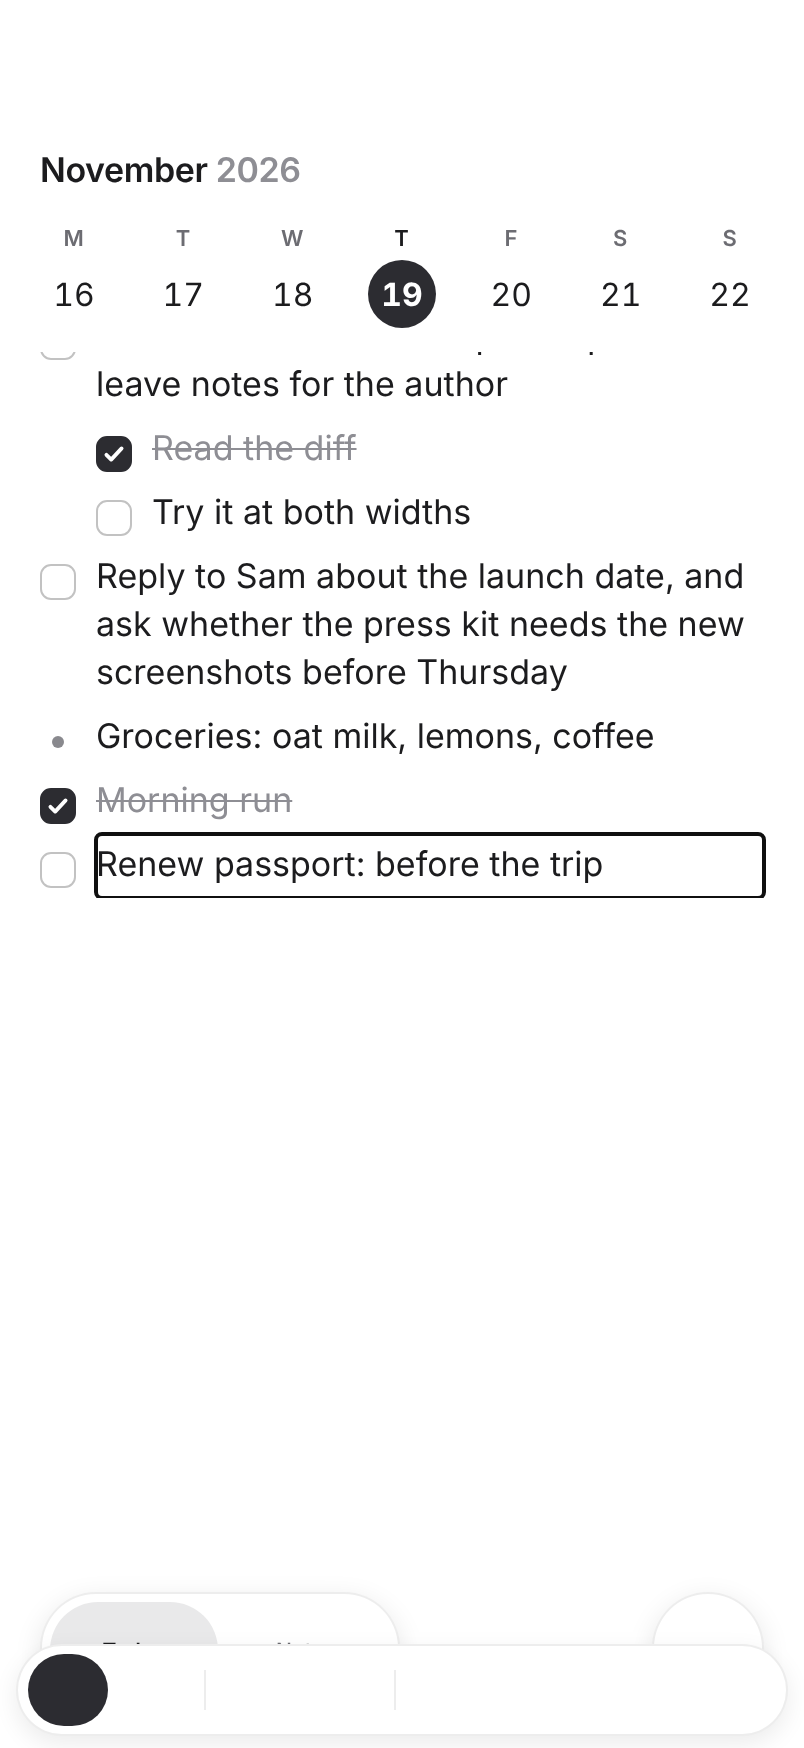 November 2026
M T W T F S S
16 17 18 19 20 21 22
leave notes for the author
Read the diff
Try it at both widths
Reply to Sam about the launch date, and
ask whether the press kit needs the new
screenshots before Thursday
Groceries: oat milk, lemons, coffee
Morning run
Renew passport: before the trip